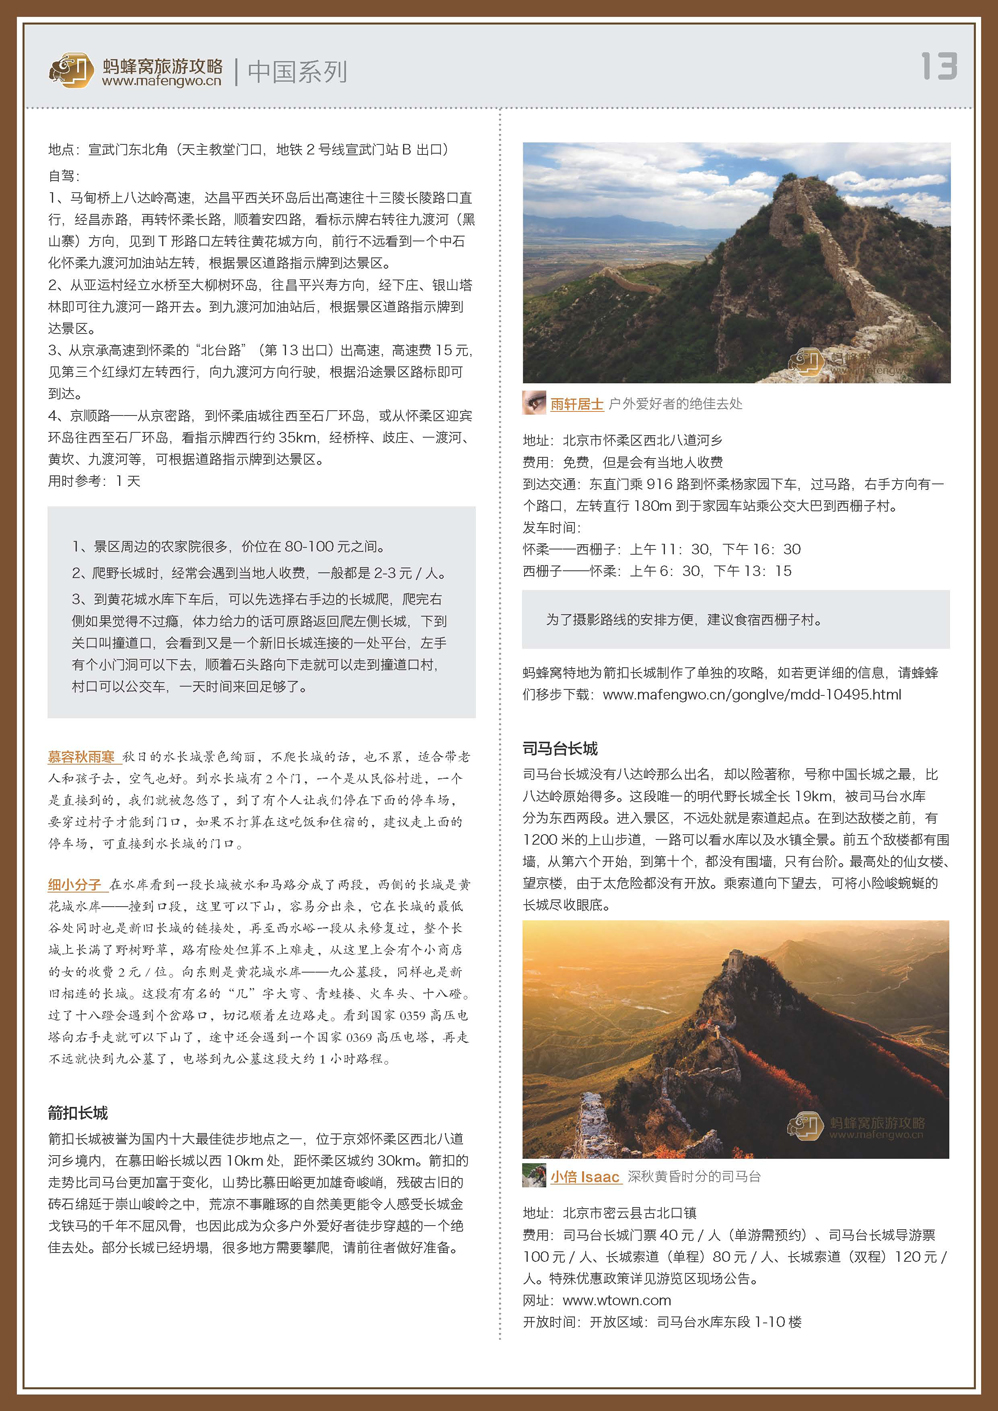 蚂蜂窝旅游攻略
www.mafengwo.cn
中国系列
13
地点：宣武门东北角（天主教堂门口，地铁 2 号线宣武门站 B 出口）
自驾：
1、马甸桥上八达岭高速，达昌平西关环岛后出高速往十三陵长陵路口直
行，经昌赤路，再转怀柔长路，顺着安四路，看标示牌右转往九渡河（黄
山寨）方向，见到 T 形路口左转往黄花城方向，前行不远看到一个中石
化怀柔九渡河加油站左转，根据景区道路指示牌到达景区。
2、从亚运村经立水桥至大柳树环岛，往昌平兴寿方向，经下庄、银山塔
林即可往九渡河一路开去。到九渡河加油站后，根据景区道路指示牌到
达景区。
3、从京承高速到怀柔的“北台路”（第 13 出口）出高速，高速费 15 元，
见第三个红绿灯左转西行，向九渡河方向行驶，根据沿途景区路标即可
到达。
4、京顺路——从京密路，到怀柔庙城往西至石厂环岛，或从怀柔区迎宾
环岛往西至石厂环岛，看指示牌西行约 35km，经桥梓、歧庄、一渡河、
黄坎、九渡河等，可根据道路指示牌到达景区。
用时参考：1 天
1、景区周边的农家院很多，价位在 80-100 元之间。
2、爬野长城时，经常会遇到当地人收费，一般都是 2-3 元 / 人。
3、到黄花城水库下车后，可以先选择右手边的长城爬，爬完右
侧如果觉得不过瘾，体力给力的话可原路返回爬左侧长城，下到
关口叫撞道口，会看到又是一个新旧长城连接的一处平台，左手
有个小门洞可以下去，顺着石头路向下走就可以走到撞道口村，
村口可以公交车，一天时间来回足够了。
慕容秋雨寒 秋日的水长城景色绚丽，不爬长城的话，也不累，适合带老
人和孩子去，空气也好。到水长城有 2 个门，一个是从民俗村进，一个
是直接到的，我们就被忽悠了，到了有个人让我们停在下面的停车场，
要穿过村子才能到门口，如果不打算在这吃饭和住宿的，建议走上面的
停车场，可直接到水长城的门口。
细小分子 在水库看到一段长城被水和马路分成了两段，西侧的长城是黄
花城水库——撞到口段，这里可以下山，容易分出来，它在长城的最低
谷处同时也是新旧长城的链接处，再至西水峪一段从未修复过，整个长
城上长满了野树野草，路有险处但算不上难走，从这里上会有个小商店
的女的收费 2 元 / 位。向东则是黄花城水库——九公墓段，同样也是新
旧相连的长城。这段有有名的“几”字大弯、青蛙楼、火车头、十八磴。
过了十八蹬会遇到个岔路口，切记顺着左边路走。看到国家 0359 高压电
塔向右手走就可以下山了，途中还会遇到一个国家 0369 高压电塔，再走
不远就快到九公墓了，电塔到九公墓这段大约 1 小时路程。
箭扣长城
箭扣长城被誉为国内十大最佳徒步地点之一，位于京郊怀柔区西北八道
河乡境内，在慕田峪长城以西 10km 处，距怀柔区城约 30km。箭扣的
走势比司马台更加富于变化，山势比慕田峪更加雄奇峻峭，残破古旧的
砖石绵延于崇山峻岭之中，荒凉不事雕琢的自然美更能令人感受长城金
戈铁马的千年不屈风骨，也因此成为众多户外爱好者徒步穿越的一个绝
佳去处。部分长城已经坍塌，很多地方需要攀爬，请前往者做好准备。
蚂蜂窝旅游攻略
www.mafengwo.cn
雨轩居士 户外爱好者的绝佳去处
地址：北京市怀柔区西北八道河乡
费用：免费，但是会有当地人收费
到达交通：东直门乘 916 路到怀柔杨家园下车，过马路，右手方向有一
个路口，左转直行 180m 到于家园车站乘公交大巴到西栅子村。
发车时间：
怀柔——西栅子：上午 11：30，下午 16：30
西栅子——怀柔：上午 6：30，下午 13：15
为了摄影路线的安排方便，建议食宿西栅子村。
蚂蜂窝特地为箭扣长城制作了单独的攻略，如若更详细的信息，请蜂蜂
们移步下载：www.mafengwo.cn/gonglve/mdd-10495.html
司马台长城
司马台长城没有八达岭那么出名，却以险著称，号称中国长城之最，比
八达岭原始得多。这段唯一的明代野长城全长 19km，被司马台水库
分为东西两段。进入景区，不远处就是索道起点。在到达敌楼之前，有
1200 米的上山步道，一路可以看水库以及水镇全景。前五个敌楼都有围
墙，从第六个开始，到第十个，都没有围墙，只有台阶。最高处的仙女楼、
望京楼，由于太危险都没有开放。乘索道向下望去，可将小险峻蜿蜒的
长城尽收眼底。
蚂蜂窝旅游攻略
www.mafengwo.cn
小倍 Isaac 深秋黄昏时分的司马台
地址：北京市密云县古北口镇
费用：司马台长城门票 40 元 / 人（单游需预约）、司马台长城导游票
100 元 / 人、长城索道（单程）80 元 / 人、长城索道（双程）120 元 /
人。特殊优惠政策详见游览区现场公告。
网址：www.wtown.com
开放时间：开放区域：司马台水库东段 1-10 楼